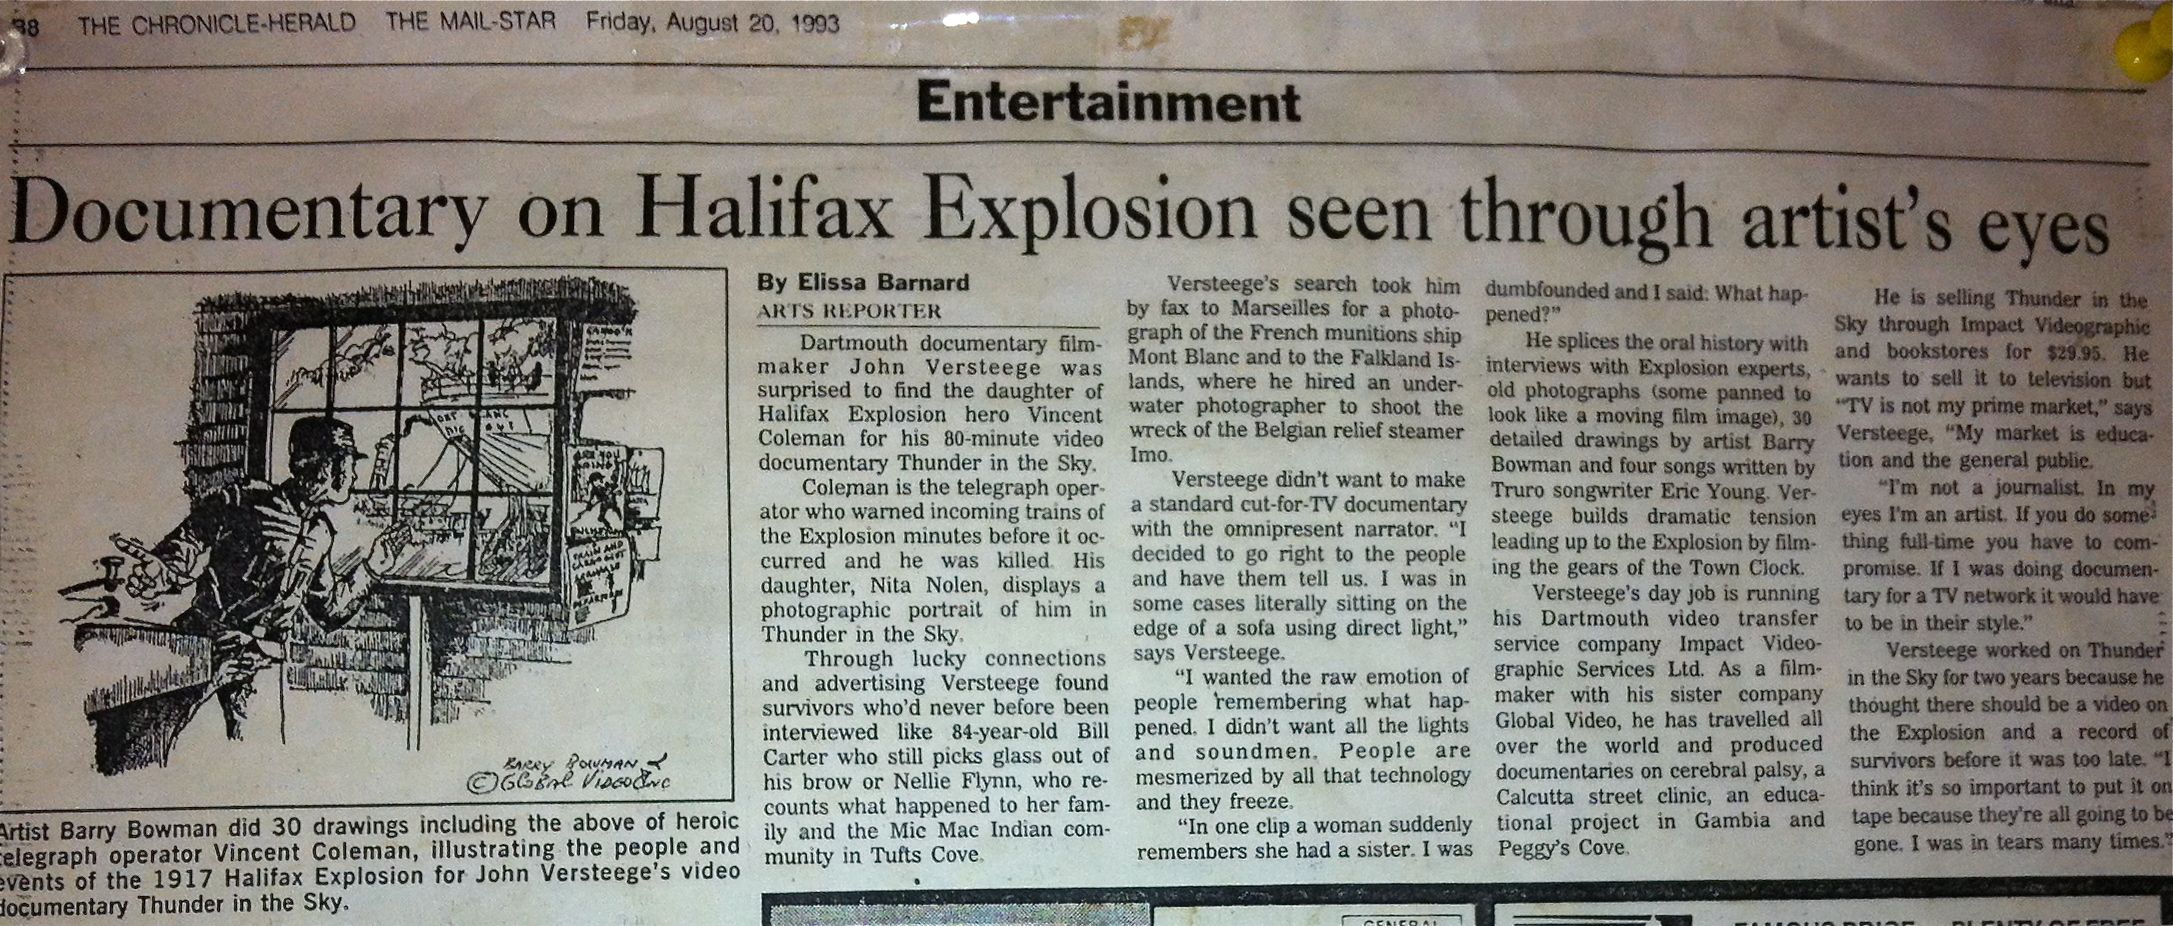 THE CHRONICLE-HERALD THE MAIL-STAR Friday, August 20, 1993
Entertainment
Documentary on Halifax Explosion seen through artist's eyes
BARRY BOWMAN
© GLOBAL VIDEO INC
Artist Barry Bowman did 30 drawings including the above of heroic
telegraph operator Vincent Coleman, illustrating the people and
events of the 1917 Halifax Explosion for John Versteege's video
documentary Thunder in the Sky.
By Elissa Barnard
ARTS REPORTER
Dartmouth documentary film-
maker John Versteege was
surprised to find the daughter of
Halifax Explosion hero Vincent
Coleman for his 80-minute video
documentary Thunder in the Sky.
Coleman is the telegraph oper-
ator who warned incoming trains of
the Explosion minutes before it oc-
curred and he was killed. His
daughter, Nita Nolen, displays a
photographic portrait of him in
Thunder in the Sky.
Through lucky connections
and advertising Versteege found
survivors who'd never before been
interviewed like 84-year-old Bill
Carter who still picks glass out of
his brow or Nellie Flynn, who re-
counts what happened to her fam-
ily and the Mic Mac Indian com-
munity in Tufts Cove.
Versteege's search took him
by fax to Marseilles for a photo-
graph of the French munitions ship
Mont Blanc and to the Falkland Is-
lands, where he hired an under-
water photographer to shoot the
wreck of the Belgian relief steamer
Imo.
Versteege didn't want to make
a standard cut-for-TV documentary
with the omnipresent narrator. "I
decided to go right to the people
and have them tell us. I was in
some cases literally sitting on the
edge of a sofa using direct light,"
says Versteege.
"I wanted the raw emotion of
people remembering what hap-
pened. I didn't want all the lights
and soundmen. People are
mesmerized by all that technology
and they freeze.
"In one clip a woman suddenly
remembers she had a sister. I was
dumbfounded and I said: What hap-
pened?"
He splices the oral history with
interviews with Explosion experts,
old photographs (some panned to
look like a moving film image), 30
detailed drawings by artist Barry
Bowman and four songs written by
Truro songwriter Eric Young. Ver-
steege builds dramatic tension
leading up to the Explosion by film-
ing the gears of the Town Clock.
Versteege's day job is running
his Dartmouth video transfer
service company Impact Video-
graphic Services Ltd. As a film-
maker with his sister company
Global Video, he has travelled all
over the world and produced
documentaries on cerebral palsy, a
Calcutta street clinic, an educa-
tional project in Gambia and
Peggy's Cove.
He is selling Thunder in the
Sky through Impact Videographic
and bookstores for $29.95. He
wants to sell it to television but
"TV is not my prime market," says
Versteege, "My market is educa-
tion and the general public.
"I'm not a journalist. In my
eyes I'm an artist. If you do some-
thing full-time you have to com-
promise. If I was doing documen-
tary for a TV network it would have
to be in their style."
Versteege worked on Thunder
in the Sky for two years because he
thought there should be a video on
the Explosion and a record of
survivors before it was too late. "I
think it's so important to put it on
tape because they're all going to be
gone. I was in tears many times."
GENERAL